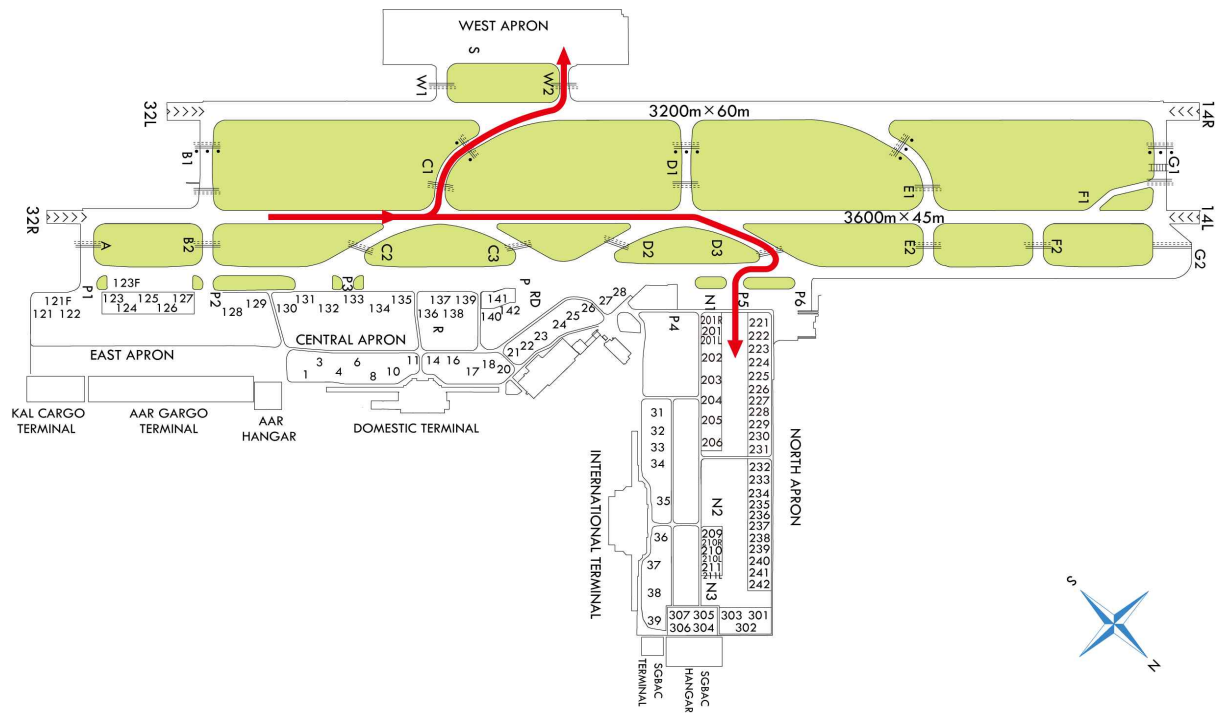 WEST APRON
S
W1
W2
32L
3200m×60m
14R
B1
C1
D1
E1
F1
G1
32R
3600m×45m
14L
A
B2
C2
C3
D2
D3
E2
F2
G2
P1
123F
P2
P3
P
RD
N1
P5
P6
121F
121 122
123 125 127
124 126
128 129
130 131 132 133 134 135
136 137 138 139
R
140 141 142
27 28
P4
EAST APRON
CENTRAL APRON
1 3 4 6 8 10 11
14 16 17 18 20
21 22 23 24 25 26
KAL CARGO
TERMINAL
AAR GARGO
TERMINAL
AAR
HANGAR
DOMESTIC TERMINAL
INTERNATIONAL TERMINAL
NORTH APRON
201R
201
201L
202
203
204
205
206
221
222
223
224
225
226
227
228
229
230
231
31
32
33
34
35
36
37
38
39
N2
209
210R
210
210L
211
211L
N3
232
233
234
235
236
237
238
239
240
241
242
307 305
306 304
303 301
302
SGBAC
TERMINAL
SGBAC
HANGAR
S
N